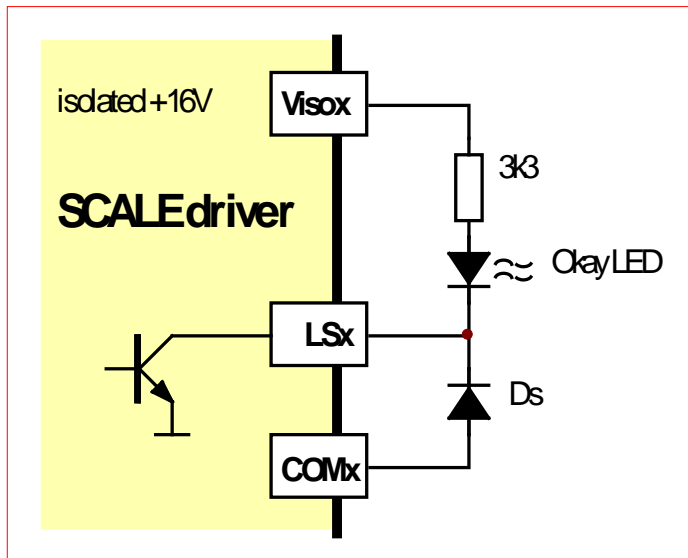 isolated +16V
Visox
3k3
SCALE driver
Okay LED
LSx
Ds
COMx